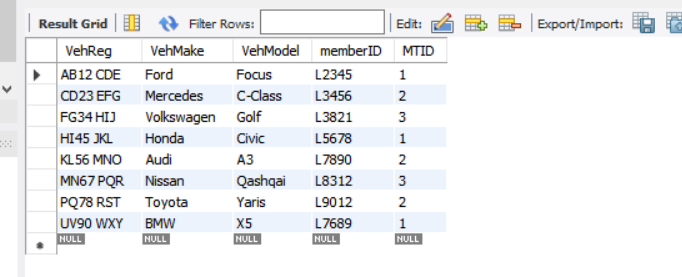 Result Grid Filter Rows: Edit: Export/Import:
VehReg VehMake VehModel memberID MTID
AB12 CDE Ford Focus L2345 1
CD23 EFG Mercedes C-Class L3456 2
FG34 HIJ Volkswagen Golf L3821 3
HI45 JKL Honda Civic L5678 1
KL56 MNO Audi A3 L7890 2
MN67 PQR Nissan Qashqai L8312 3
PQ78 RST Toyota Yaris L9012 2
UV90 WXY BMW X5 L7689 1
NULL NULL NULL NULL NULL